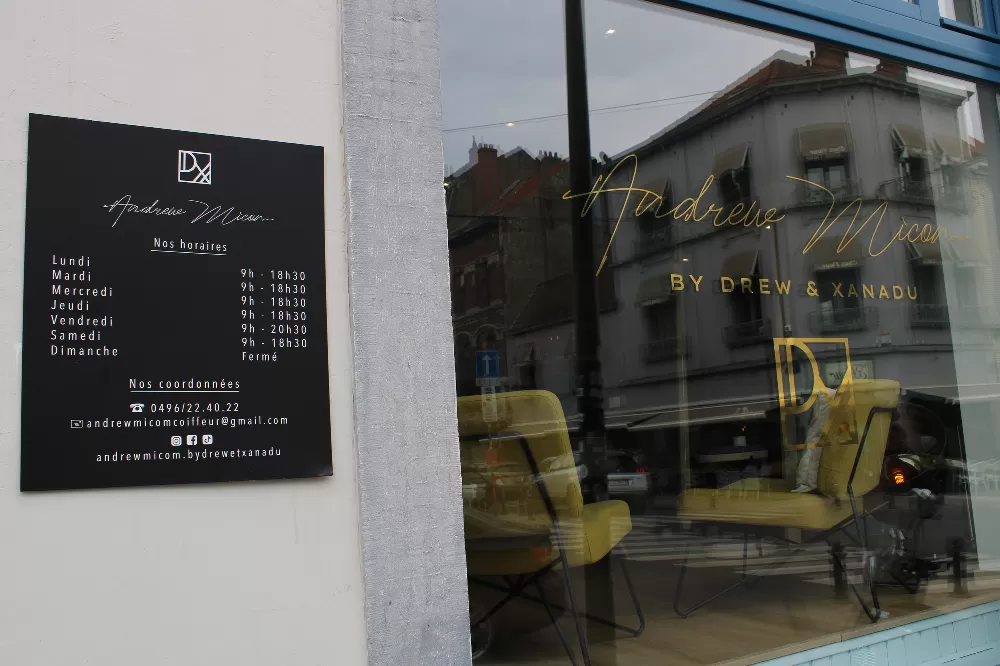 DX
Andrew Micom
Nos horaires
Lundi 9h - 18h30
Mardi 9h - 18h30
Mercredi 9h - 18h30
Jeudi 9h - 18h30
Vendredi 9h - 20h30
Samedi 9h - 18h30
Dimanche Fermé
Nos coordonnées
☎ 0496/22.40.22
andrewmicomcoiffeur@gmail.com
andrewmicom.bydrewetxanadu
Andrew Micom
BY DREW & XANADU
DX